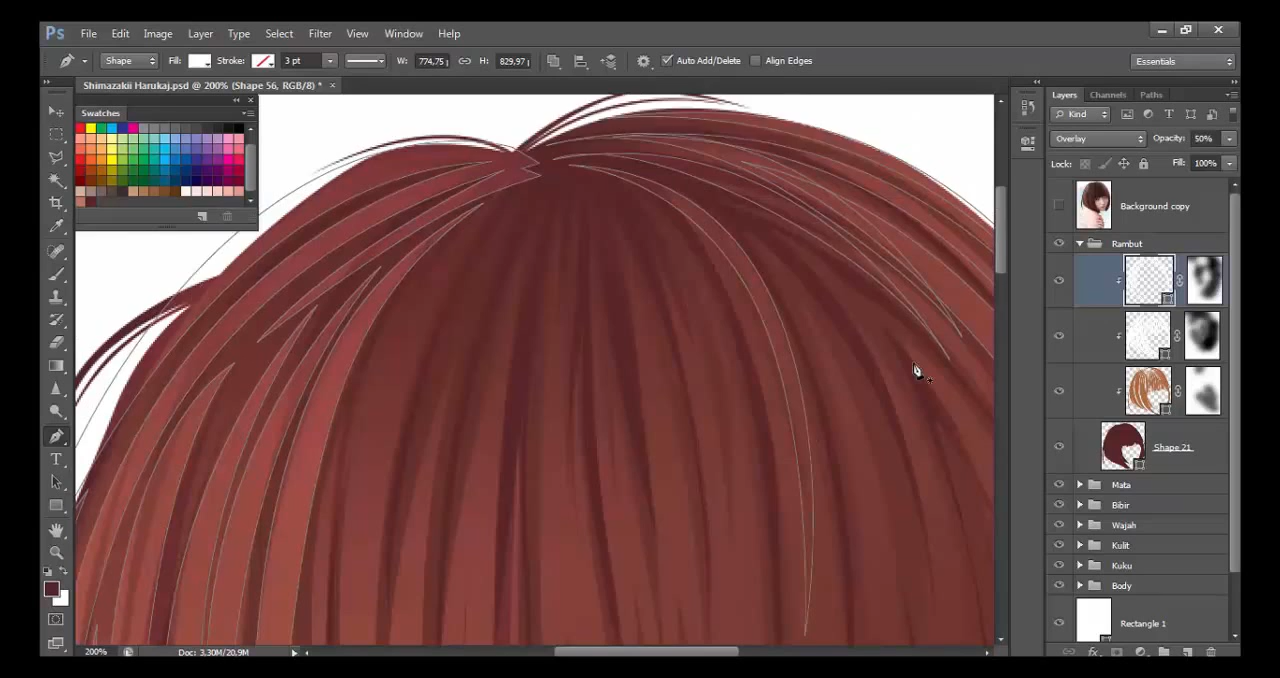 Ps File Edit Image Layer Type Select Filter View Window Help
Shape Fill: Stroke: 3 pt W: 774,75 H: 829,97 Auto Add/Delete Align Edges Essentials
Shimazakii Harukaj.psd @ 200% (Shape 56, RGB/8) * ×
Swatches
Layers Channels Paths
Kind
Overlay Opacity: 50%
Lock: Fill: 100%
Background copy
Rambut
Shape 21
Mata
Bibir
Wajah
Kulit
Kuku
Body
Rectangle 1
T
200% Doc: 3,30M/20,9M